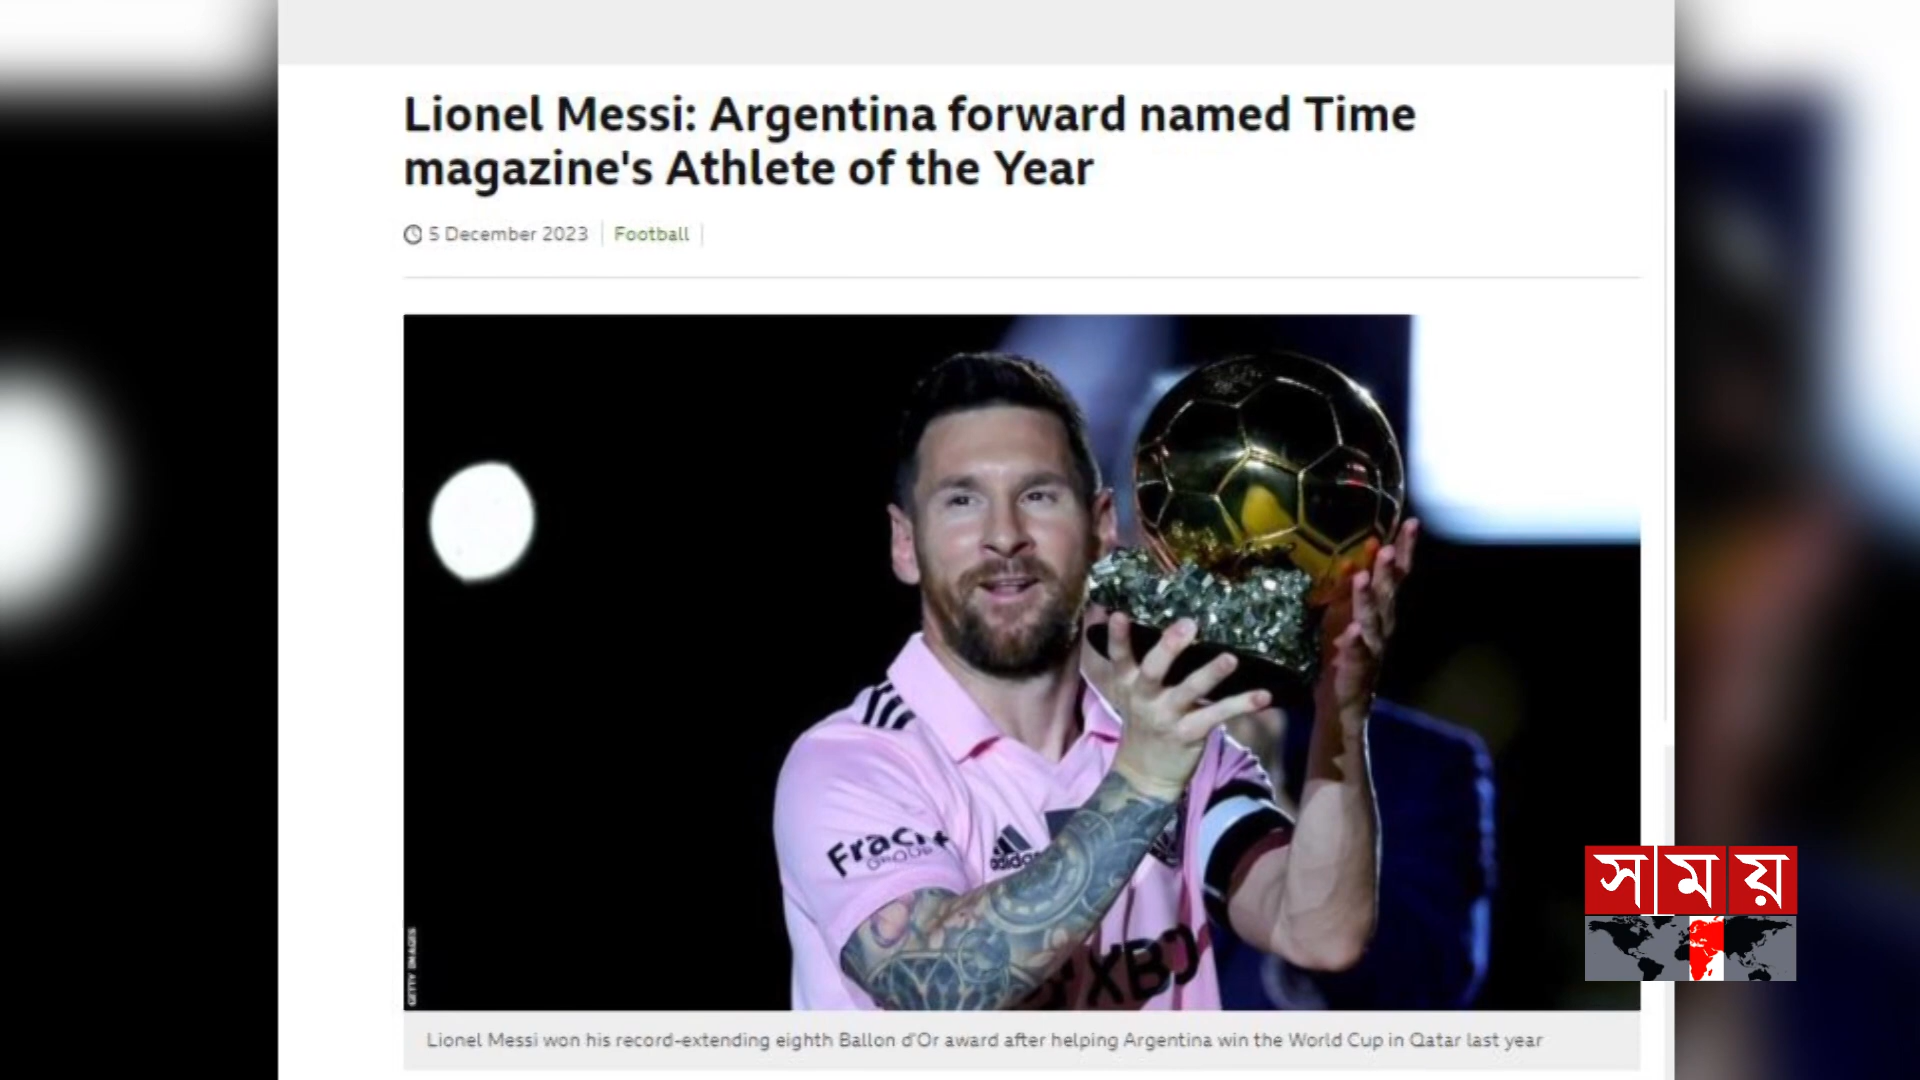 Lionel Messi: Argentina forward named Time
magazine's Athlete of the Year
5 December 2023
Football
GETTY IMAGES
adidas
GROUP
XBO
সময়
Lionel Messi won his record-extending eighth Ballon d'Or award after helping Argentina win the World Cup in Qatar last year